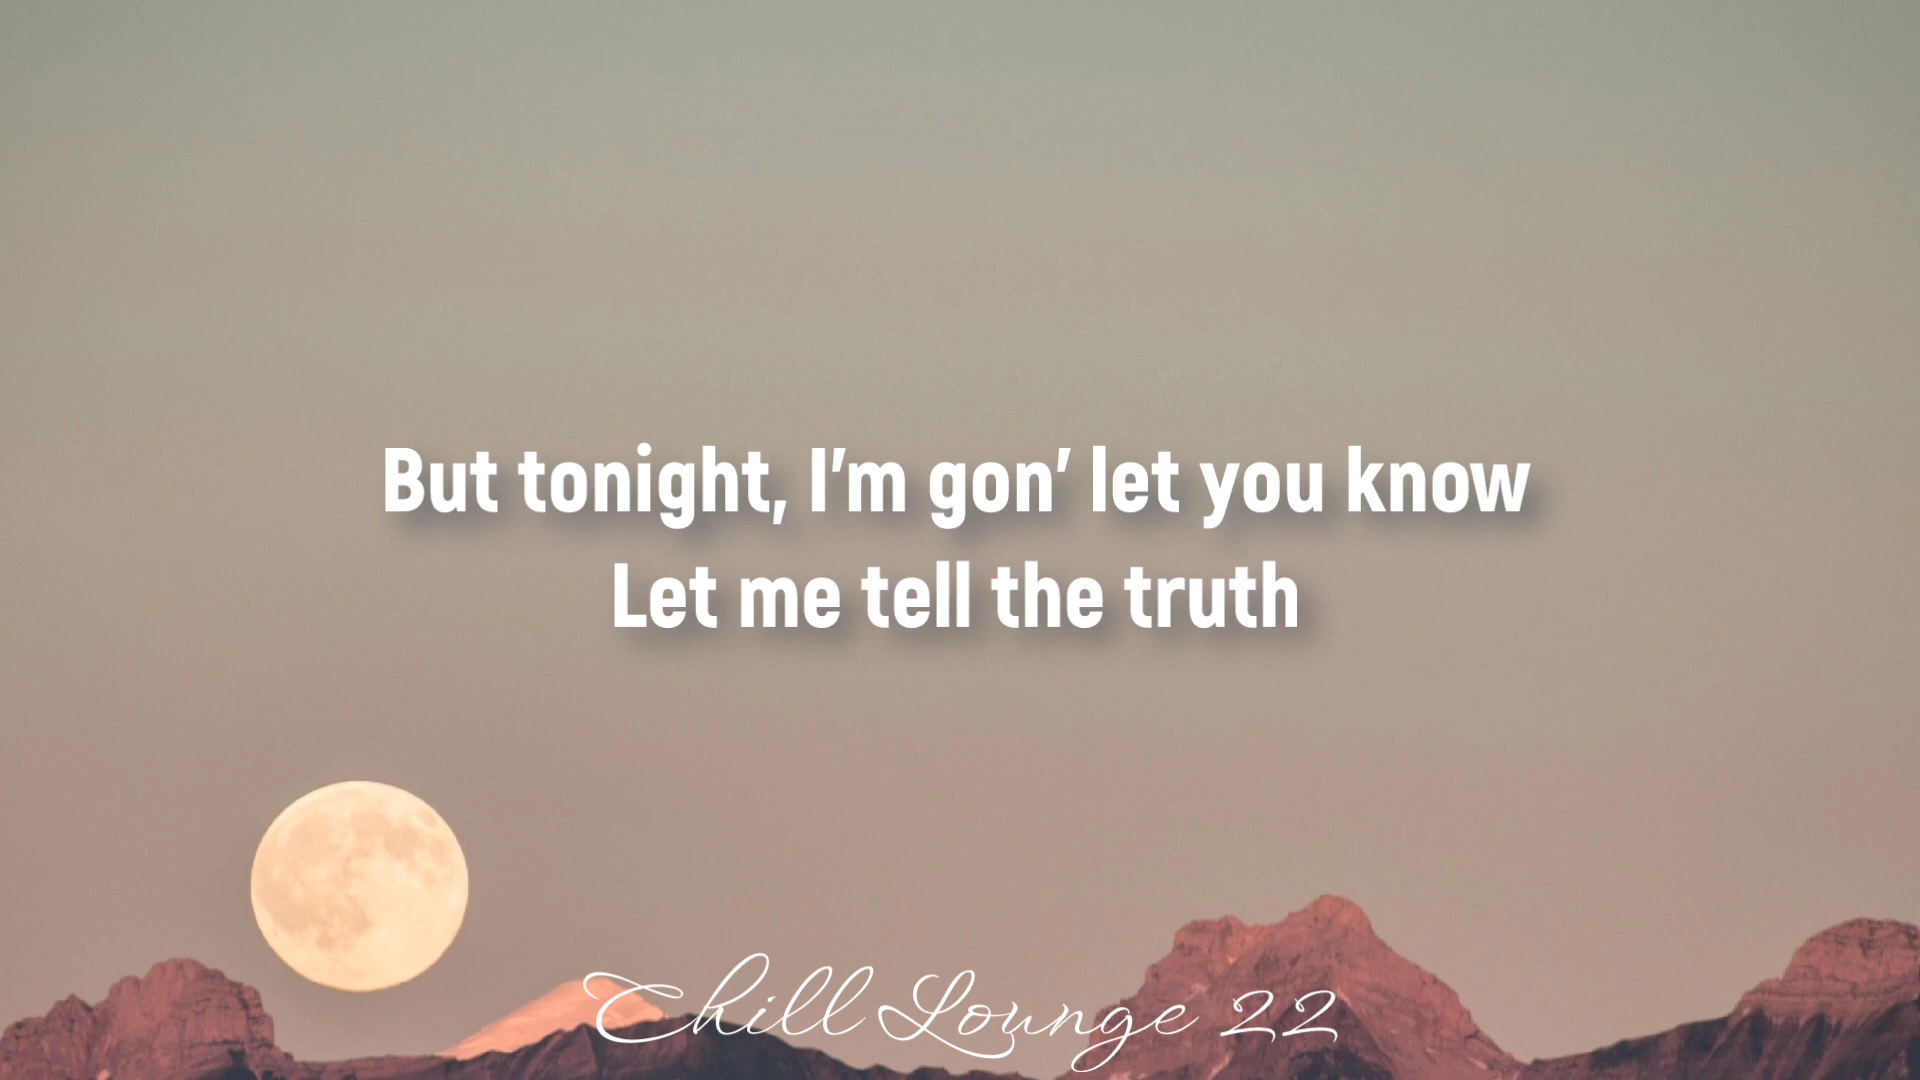 But tonight, I'm gon' let you know
Let me tell the truth
Chill Lounge 22